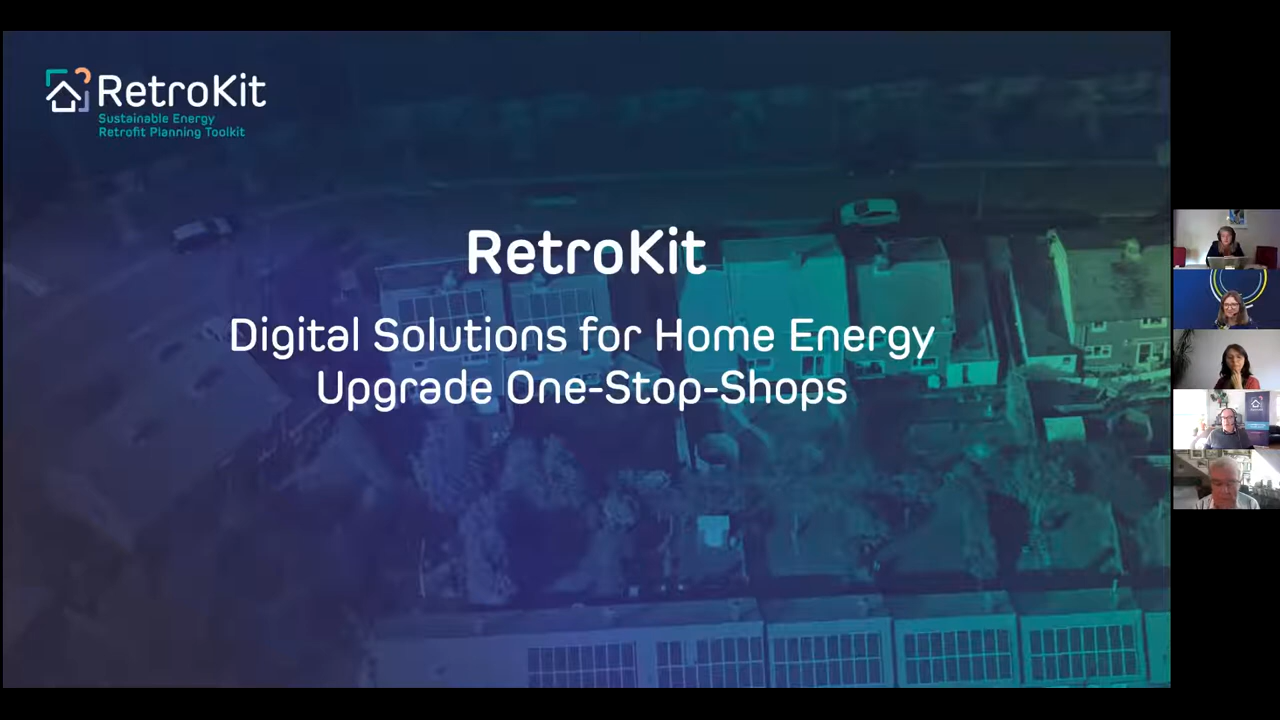 RetroKit
Sustainable Energy
Retrofit Planning Toolkit
RetroKit
Digital Solutions for Home Energy
Upgrade One-Stop-Shops